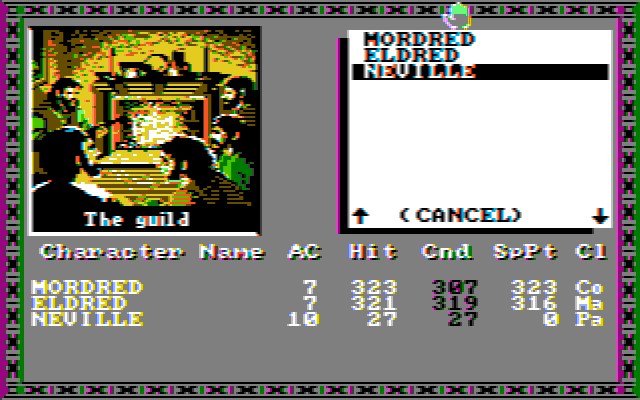 MORDRED
ELDRED
NEVILLE
(CANCEL)
The guild
Character Name AC Hit Cnd SpPt Cl
MORDRED 7 323 307 323 Co
ELDRED 7 321 319 316 Ma
NEVILLE 10 27 27 0 Pa